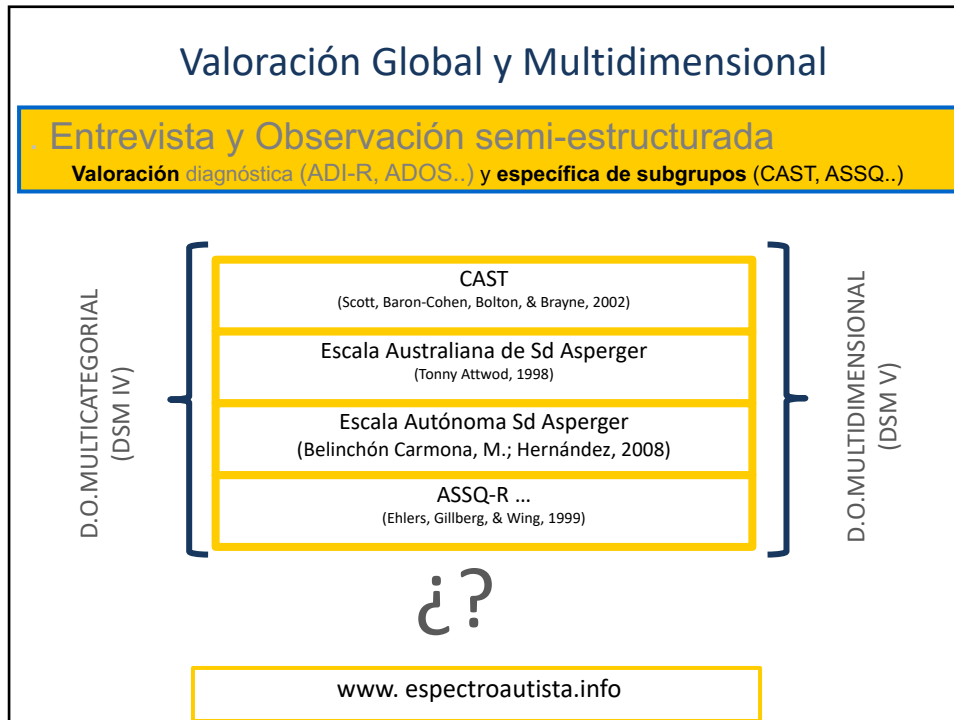 Valoración Global y Multidimensional
. Entrevista y Observación semi-estructurada
Valoración diagnóstica (ADI-R, ADOS..) y específica de subgrupos (CAST, ASSQ..)
D.O.MULTICATEGORIAL
(DSM IV)
CAST
(Scott, Baron-Cohen, Bolton, & Brayne, 2002)
Escala Australiana de Sd Asperger
(Tonny Attwod, 1998)
Escala Autónoma Sd Asperger
(Belinchón Carmona, M.; Hernández, 2008)
ASSQ-R ...
(Ehlers, Gillberg, & Wing, 1999)
D.O.MULTIDIMENSIONAL
(DSM V)
¿?
www. espectroautista.info